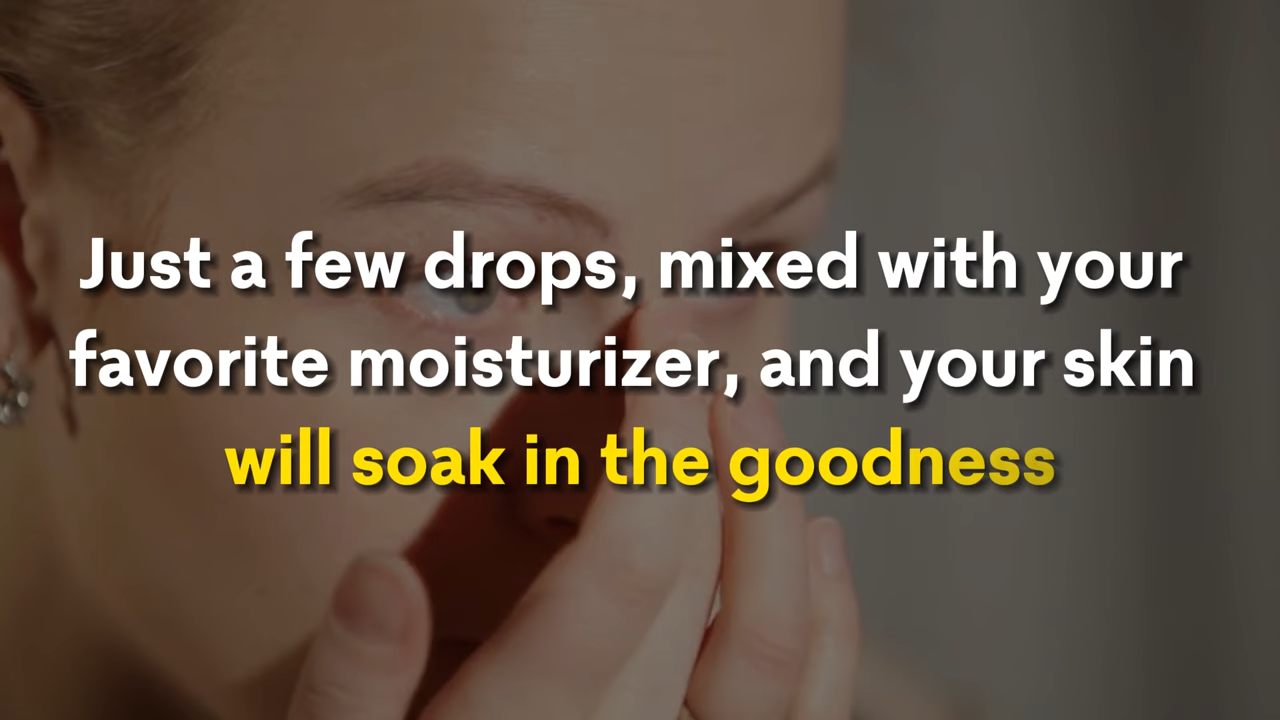 Just a few drops, mixed with your
favorite moisturizer, and your skin
will soak in the goodness